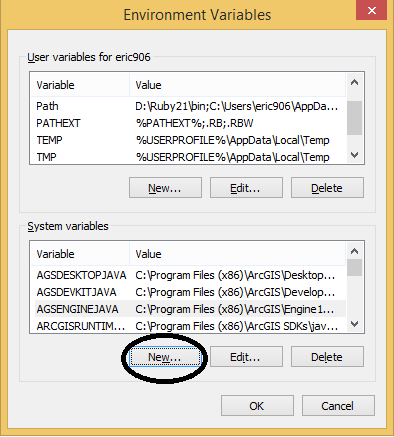 Environment Variables
User variables for eric906
Variable Value
Path D:\Ruby21\bin;C:\Users\eric906\AppDa...
PATHEXT %PATHEXT%;.RB;.RBW
TEMP %USERPROFILE%\AppData\Local\Temp
TMP %USERPROFILE%\AppData\Local\Temp
New... Edit... Delete
System variables
Variable Value
AGSDESKTOPJAVA C:\Program Files (x86)\ArcGIS\Desktop...
AGSDEVKITJAVA C:\Program Files (x86)\ArcGIS\Develop...
AGSENGINEJAVA C:\Program Files (x86)\ArcGIS\Engine1...
ARCGISRUNTIM... C:\Program Files (x86)\ArcGIS SDKs\jav...
New... Edit... Delete
OK Cancel